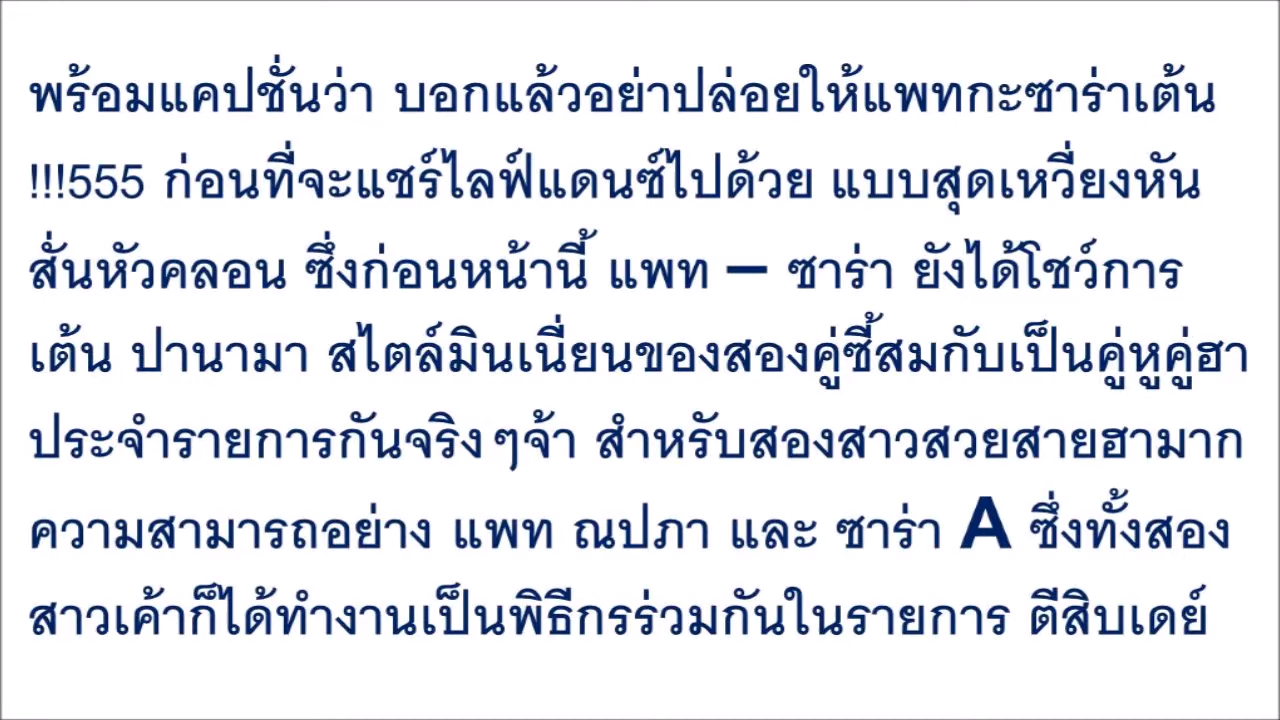 พร้อมแคปชั่นว่า บอกแล้วอย่าปล่อยให้แพทกะซาร่าเต้น
!!!555 ก่อนที่จะแชร์ไลฟ์แดนซ์ไปด้วย แบบสุดเหวี่ยงหัน
สั่นหัวคลอน ซึ่งก่อนหน้านี้ แพท – ซาร่า ยังได้โชว์การ
เต้น ปานามา สไตล์มินเนี่ยนของสองคู่ซี้สมกับเป็นคู่หูคู่ฮา
ประจำรายการกันจริงๆจ้า สำหรับสองสาวสวยสายฮามาก
ความสามารถอย่าง แพท ณปภา และ ซาร่า A ซึ่งทั้งสอง
สาวเค้าก็ได้ทำงานเป็นพิธีกรร่วมกันในรายการ ตีสิบเดย์